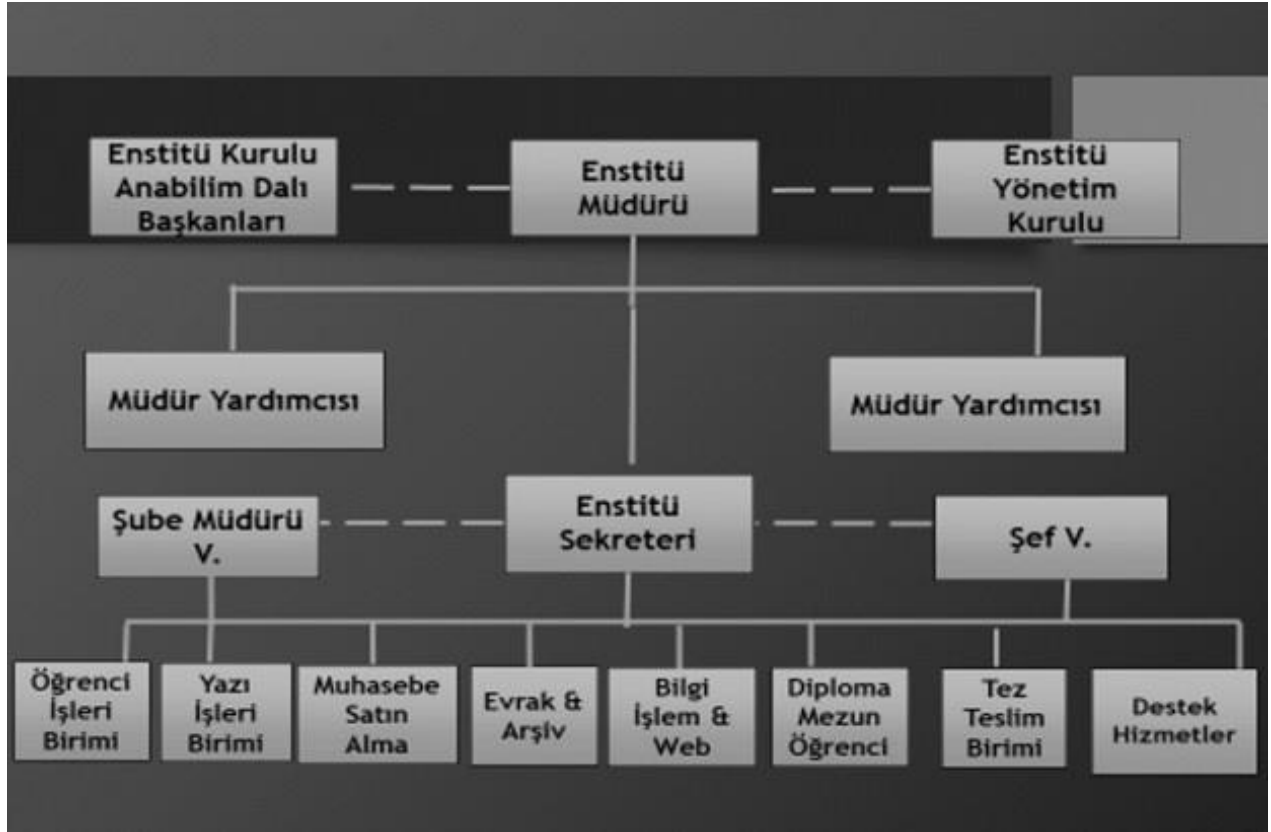 Enstitü Kurulu
Anabilim Dalı
Başkanları
Enstitü
Müdürü
Enstitü
Yönetim
Kurulu
Müdür Yardımcısı
Müdür Yardımcısı
Şube Müdürü
V.
Enstitü
Sekreteri
Şef V.
Öğrenci
İşleri
Birimi
Yazı
İşleri
Birimi
Muhasebe
Satın
Alma
Evrak &
Arşiv
Bilgi
İşlem &
Web
Diploma
Mezun
Öğrenci
Tez
Teslim
Birimi
Destek
Hizmetler